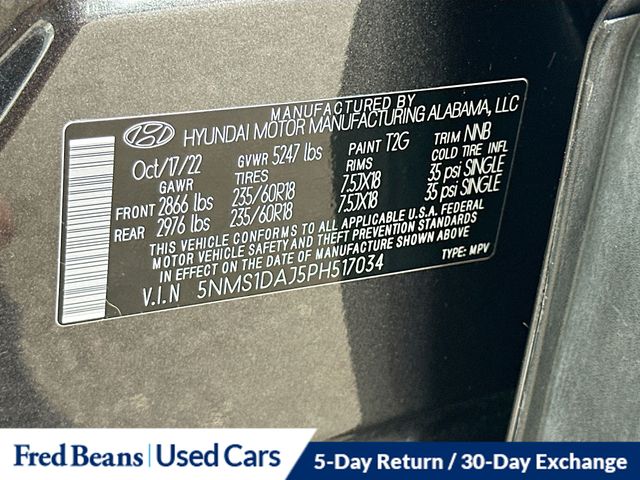 MANUFACTURED BY
HYUNDAI MOTOR MANUFACTURING ALABAMA, LLC
Oct/17/22 GVWR 5247 lbs PAINT T2G TRIM NNB
GAWR TIRES RIMS COLD TIRE INFL
FRONT 2866 lbs 235/60R18 7.5JX18 35 psi SINGLE
REAR 2976 lbs 235/60R18 7.5JX18 35 psi SINGLE
THIS VEHICLE CONFORMS TO ALL APPLICABLE U.S.A. FEDERAL
MOTOR VEHICLE SAFETY AND THEFT PREVENTION STANDARDS
IN EFFECT ON THE DATE OF MANUFACTURE SHOWN ABOVE
V.I.N 5NMS1DAJ5PH517034 TYPE: MPV
Fred Beans | Used Cars
5-Day Return / 30-Day Exchange